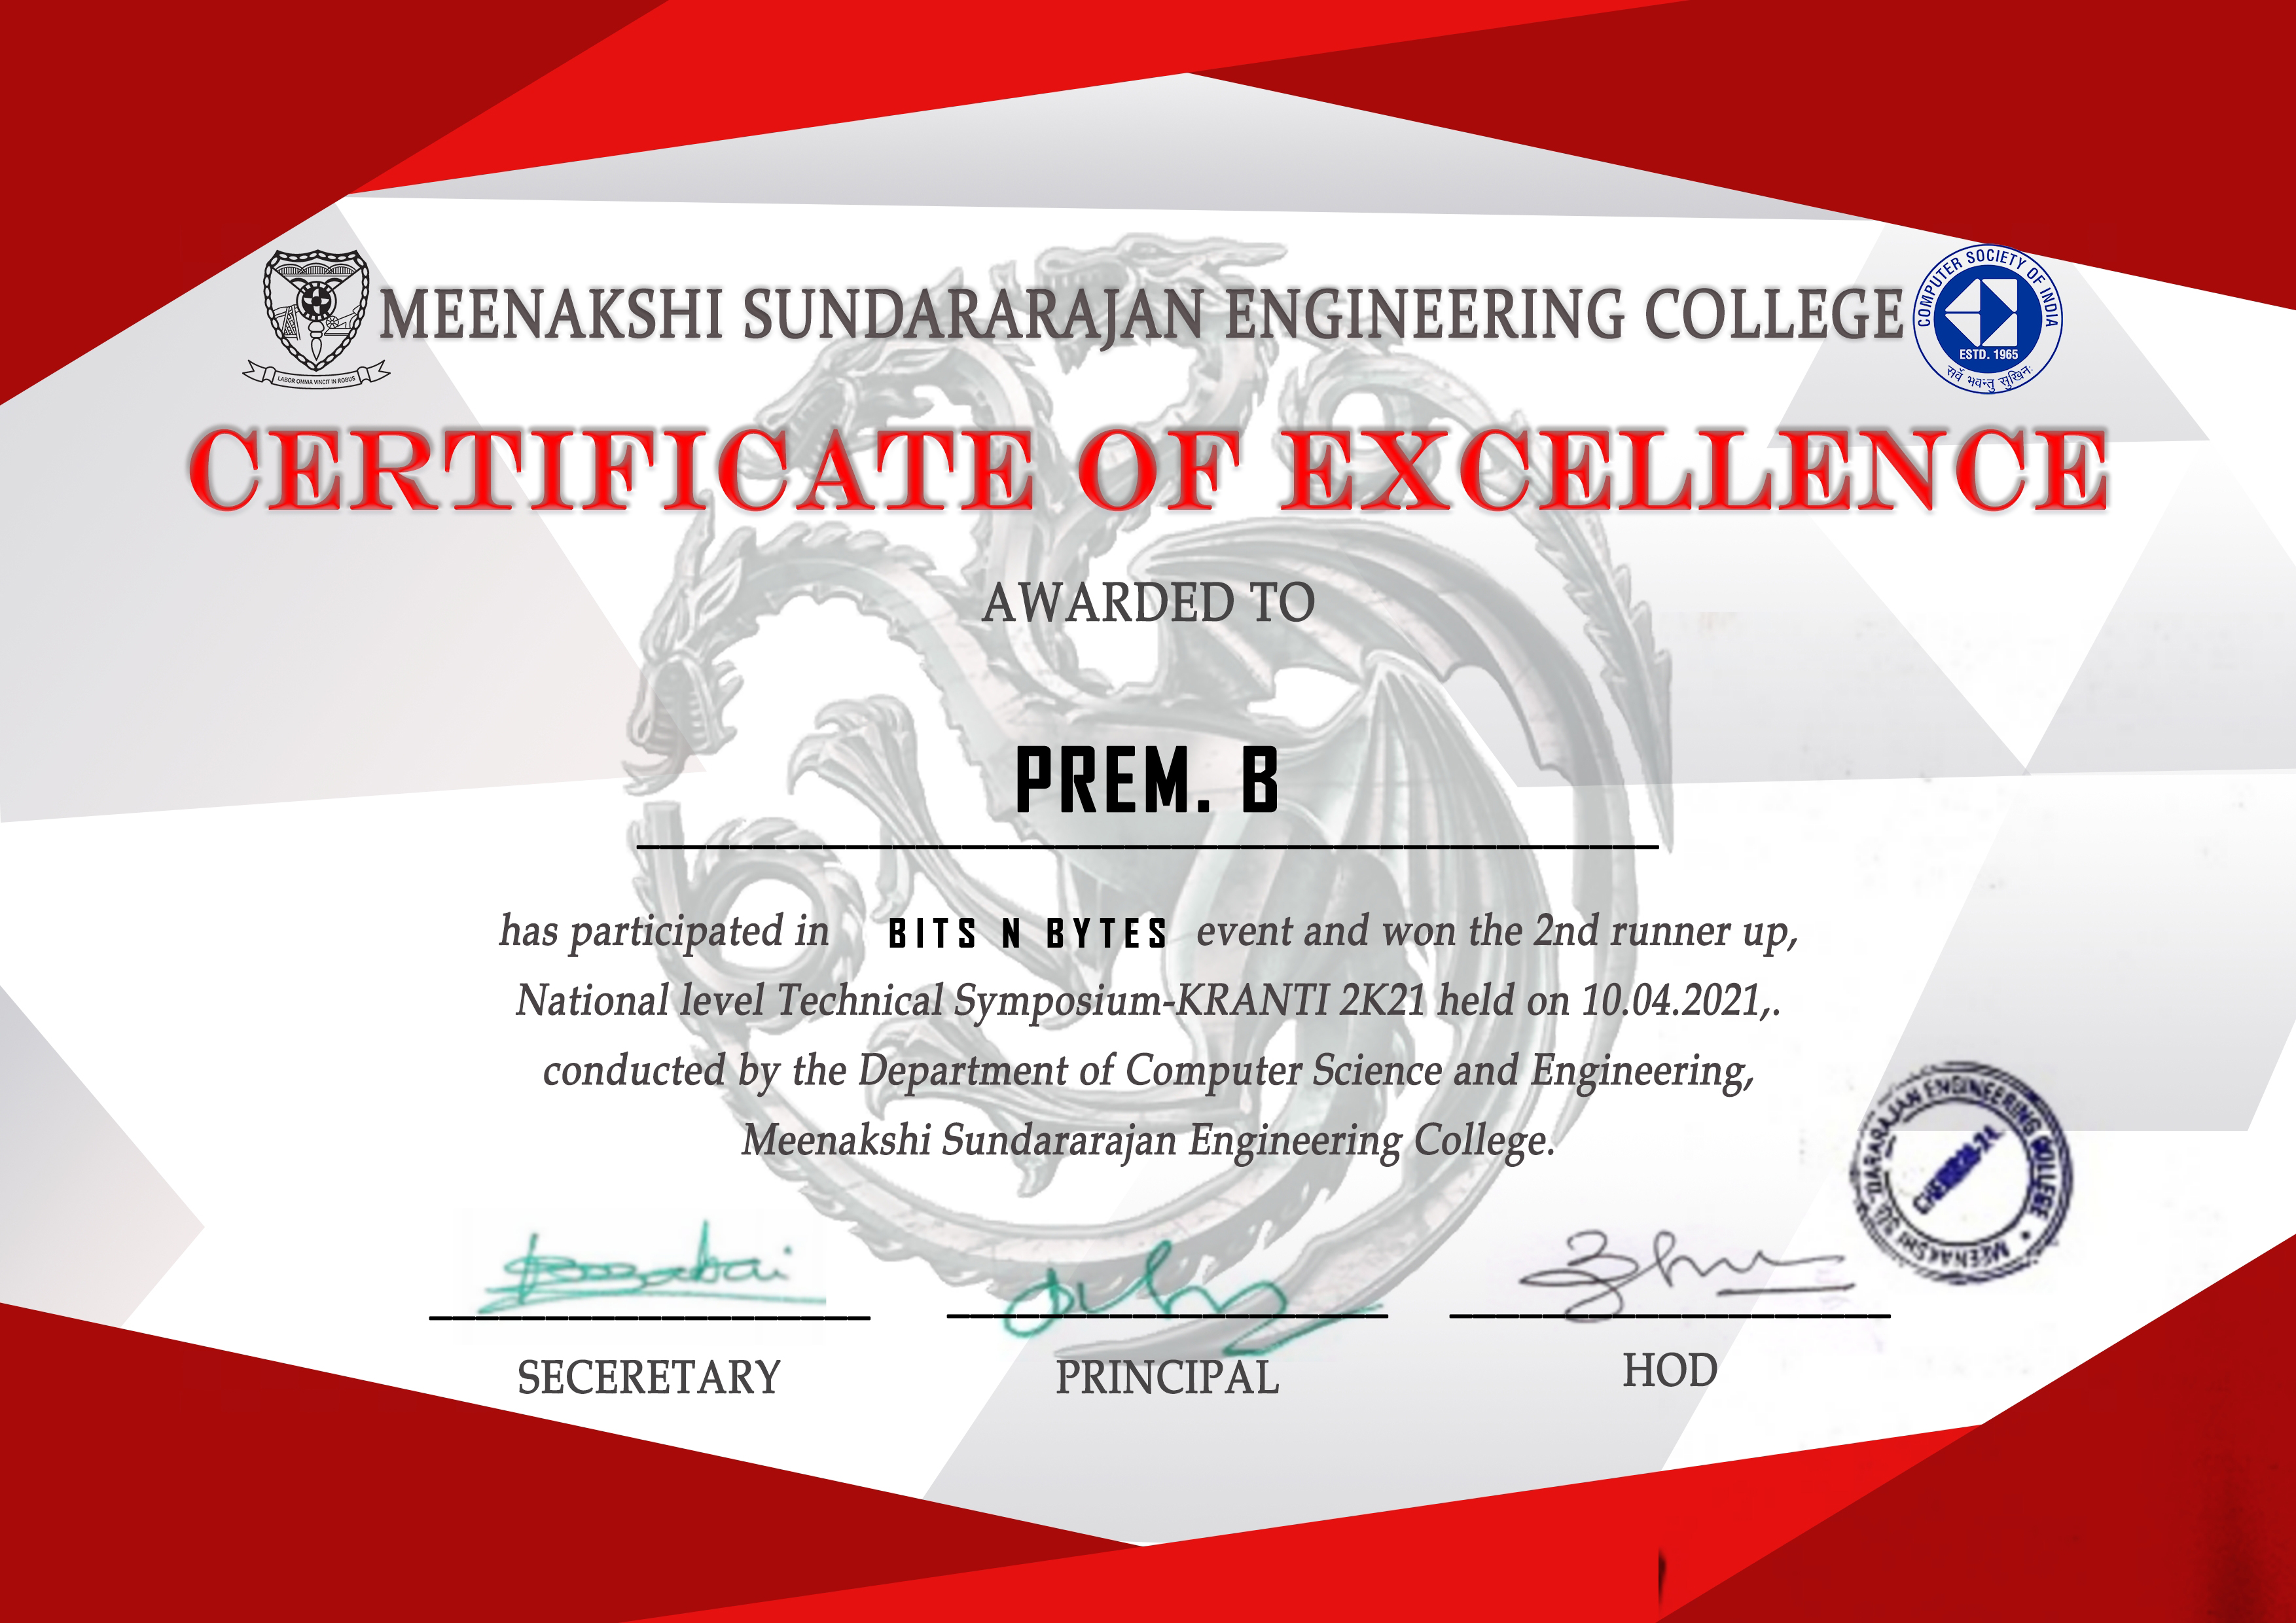 MEENAKSHI SUNDARARAJAN ENGINEERING COLLEGE
LABOR OMMA VINCIT IN ROBUS
COMPUTER SOCIETY OF INDIA
ESTD. 1965
सर्वे भवन्तु सुखिनः
CERTIFICATE OF EXCELLENCE
AWARDED TO
PREM. B
has participated in BITS N BYTES event and won the 2nd runner up,
National level Technical Symposium-KRANTI 2K21 held on 10.04.2021,.
conducted by the Department of Computer Science and Engineering,
Meenakshi Sundararajan Engineering College.
MEENAKSHI SUNDARARAJAN ENGINEERING COLLEGE
SECERETARY
PRINCIPAL
HOD